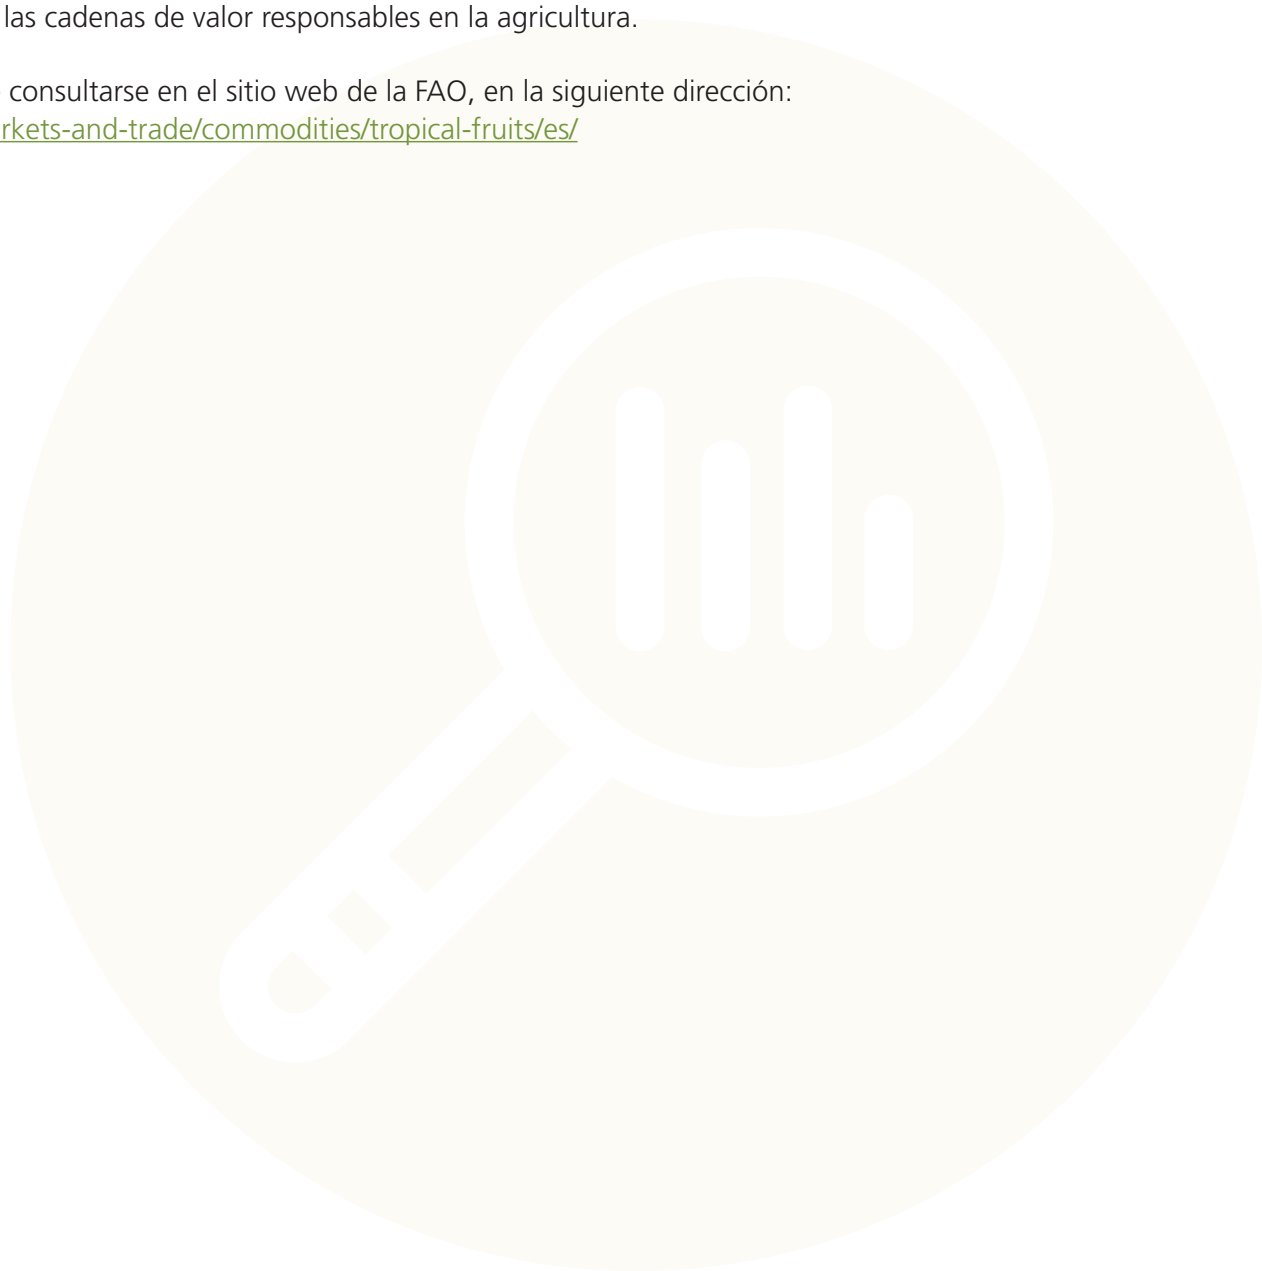 las cadenas de valor responsables en la agricultura.
consultarse en el sitio web de la FAO, en la siguiente dirección:
rkets-and-trade/commodities/tropical-fruits/es/